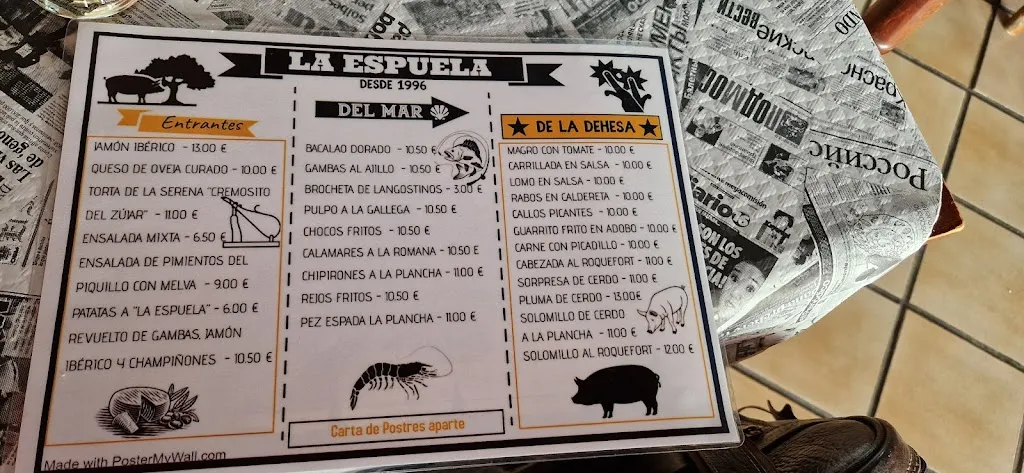 LA ESPUELA
DESDE 1996
Entrantes
JAMÓN IBÉRICO - 13.00 €
QUESO DE OVEJA CURADO - 10.00 €
TORTA DE LA SERENA "CREMOSITO
DEL ZÚJAR" - 11.00 €
ENSALADA MIXTA - 6.50 €
ENSALADA DE PIMIENTOS DEL
PIQUILLO CON MELVA - 9.00 €
PATATAS A "LA ESPUELA" - 6.00 €
REVUELTO DE GAMBAS, JAMÓN
IBÉRICO Y CHAMPIÑONES - 10.50 €
DEL MAR
BACALAO DORADO - 10.50 €
GAMBAS AL AJILLO - 10.50 €
BROCHETA DE LANGOSTINOS - 3.00 €
PULPO A LA GALLEGA - 10.50 €
CHOCOS FRITOS - 10.50 €
CALAMARES A LA ROMANA - 10.50 €
CHIPIRONES A LA PLANCHA - 11.00 €
REJOS FRITOS - 10.50 €
PEZ ESPADA LA PLANCHA - 11.00 €
Carta de Postres aparte
DE LA DEHESA
MAGRO CON TOMATE - 10.00 €
CARRILLADA EN SALSA - 10.00 €
LOMO EN SALSA - 10.00 €
RABOS EN CALDERETA - 10.00 €
CALLOS PICANTES - 10.00 €
GUARRITO FRITO EN ADOBO - 10.00 €
CARNE CON PICADILLO - 10.00 €
CABEZADA AL ROQUEFORT - 11.00 €
SORPRESA DE CERDO - 11.00 €
PLUMA DE CERDO - 13.00€
SOLOMILLO DE CERDO
A LA PLANCHA - 11.00 €
SOLOMILLO AL ROQUEFORT - 12.00 €
Made with PosterMyWall.com
Россиис